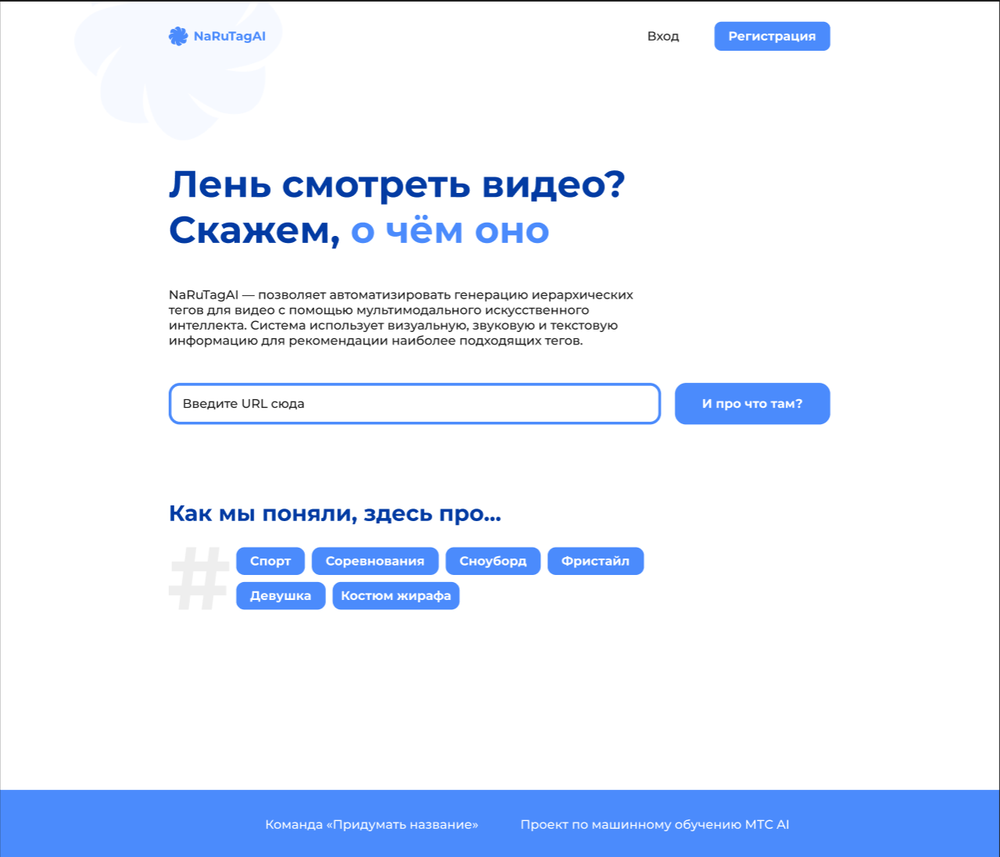 NaRuTagAI
Вход
Регистрация
Лень смотреть видео?
Скажем, о чём оно
NaRuTagAI — позволяет автоматизировать генерацию иерархических
тегов для видео с помощью мультимодального искусственного
интеллекта. Система использует визуальную, звуковую и текстовую
информацию для рекомендации наиболее подходящих тегов.
Введите URL сюда
И про что там?
Как мы поняли, здесь про...
#
Спорт
Соревнования
Сноуборд
Фристайл
Девушка
Костюм жирафа
Команда «Придумать название»
Проект по машинному обучению МТС AI